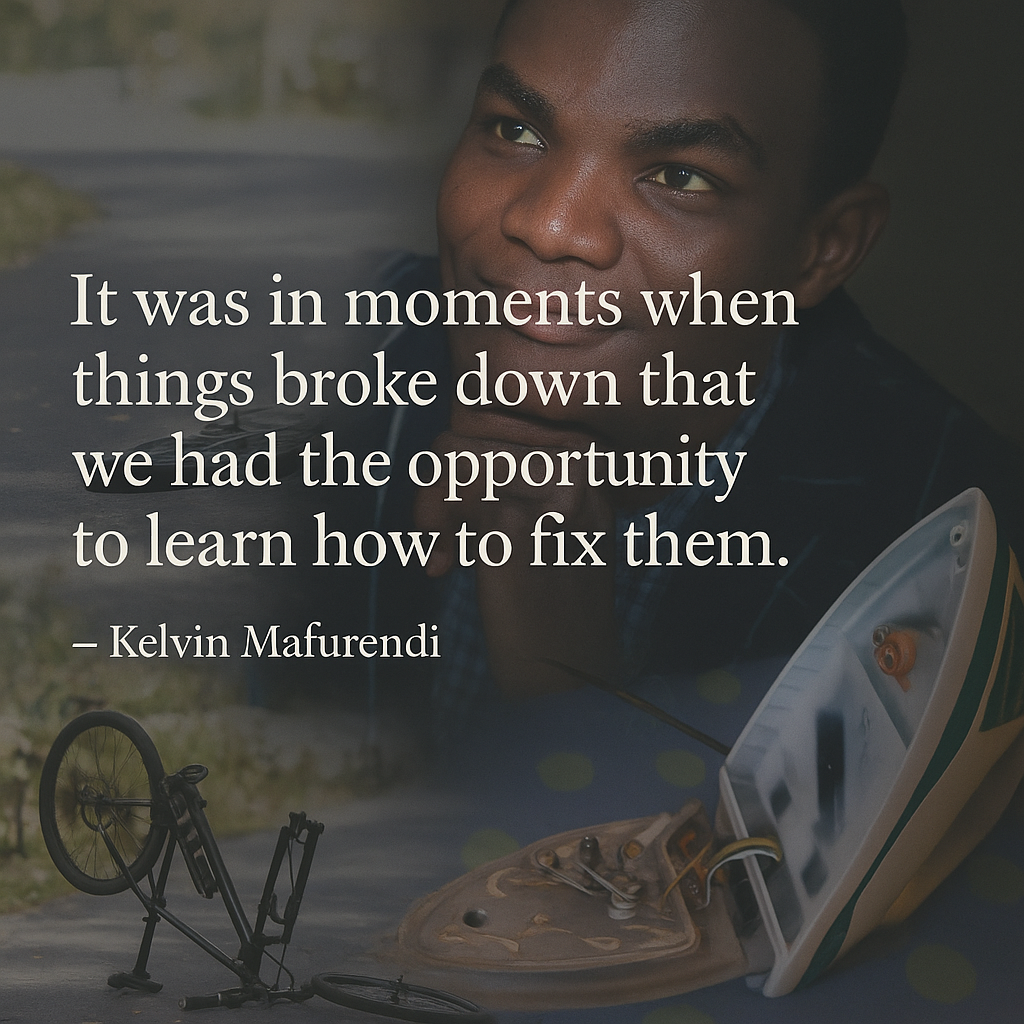 It was in moments when
things broke down that
we had the opportunity
to learn how to fix them.
– Kelvin Mafurendi